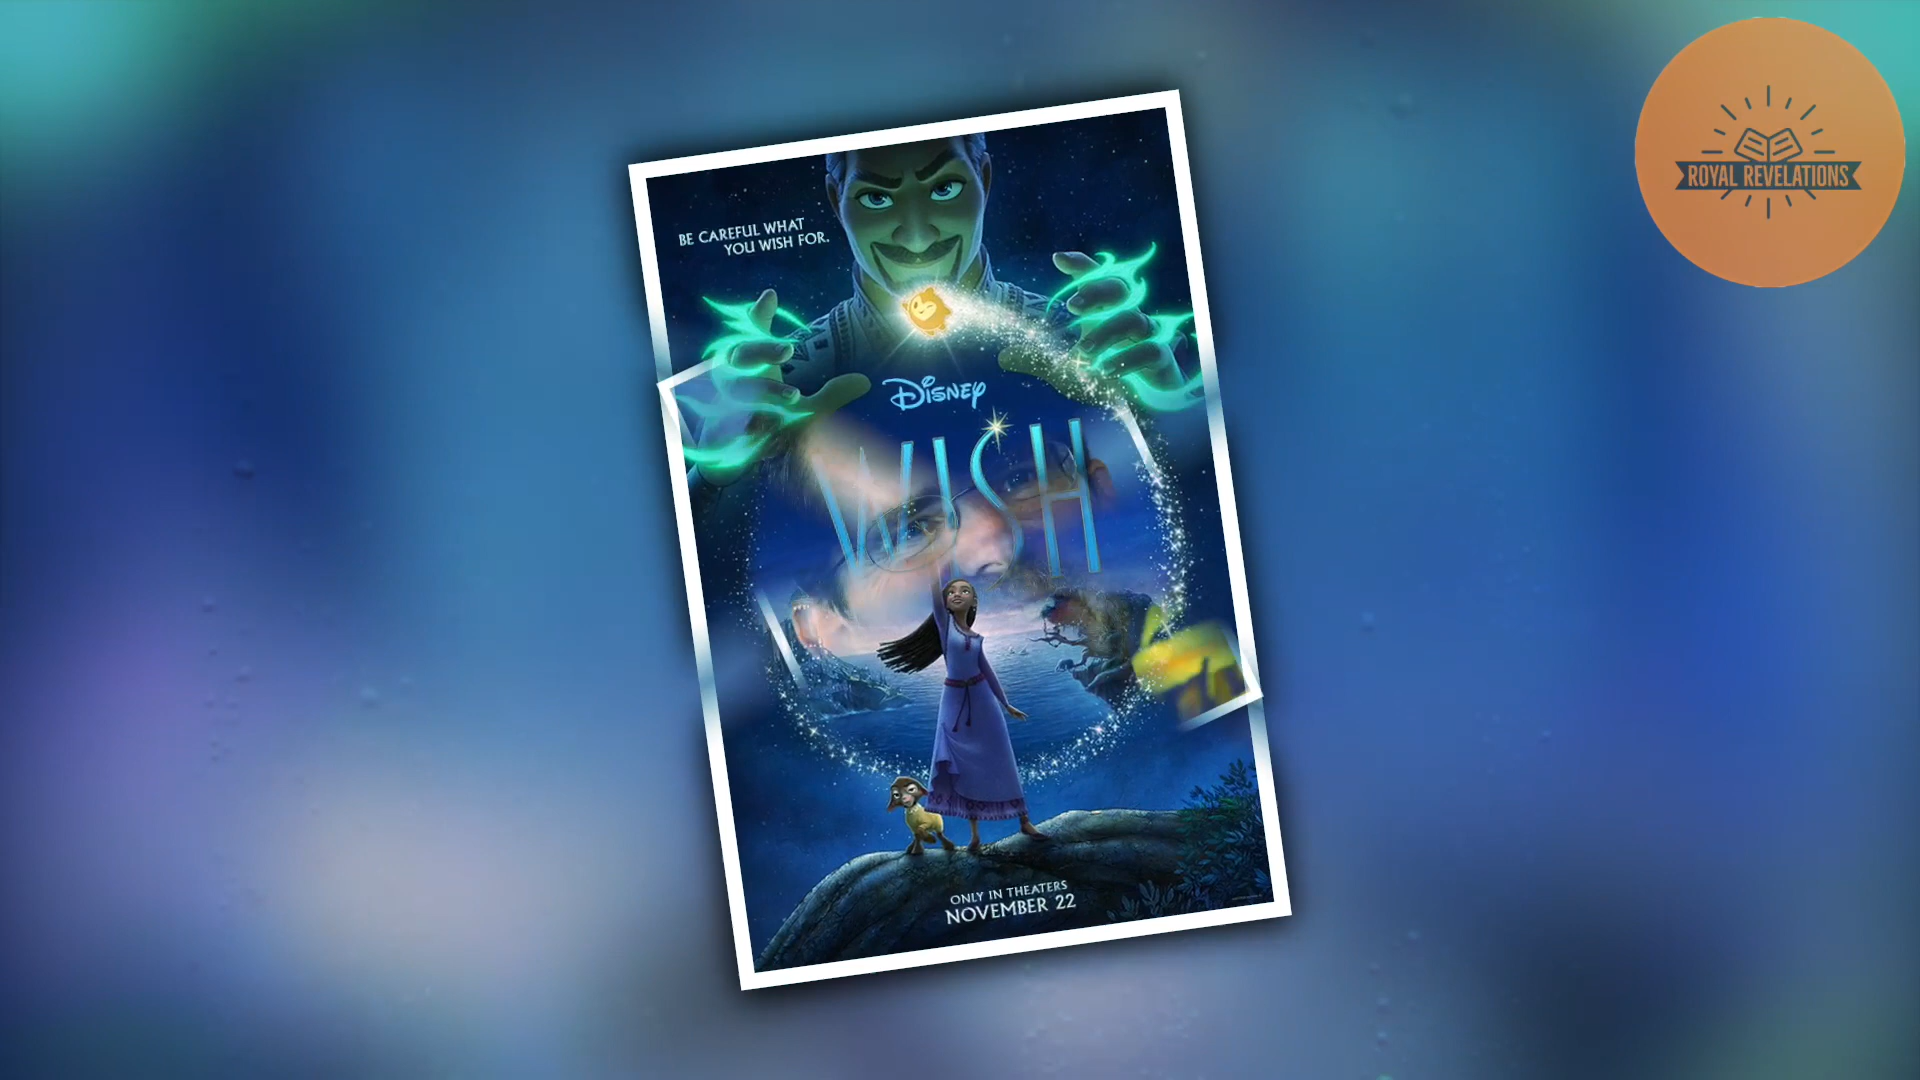 ROYAL REVELATIONS
BE CAREFUL WHAT
YOU WISH FOR.
DISNEY
WISH
ONLY IN THEATERS
NOVEMBER 22